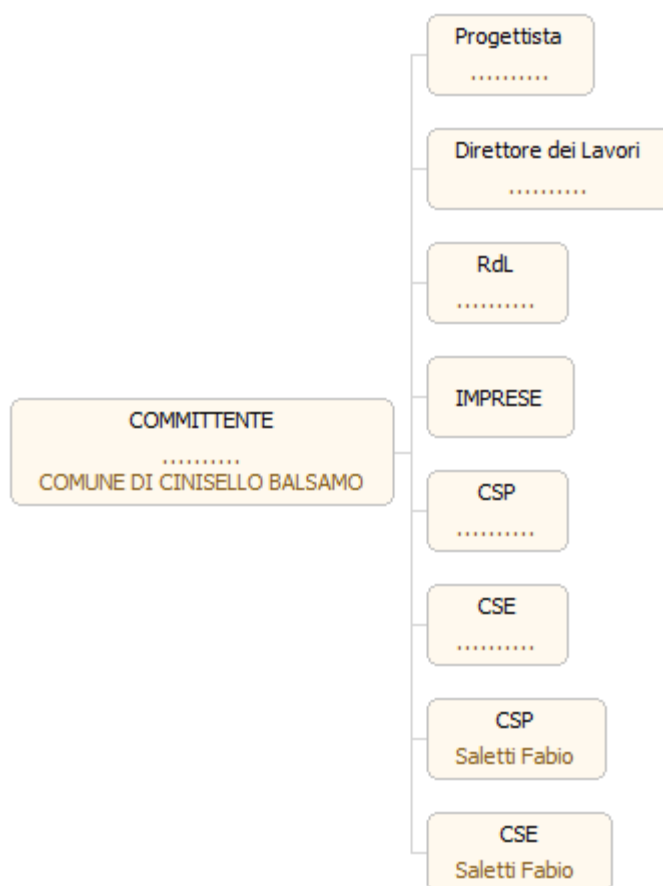 Progettista
..........
Direttore dei Lavori
..........
RdL
..........
IMPRESE
COMMITTENTE
..........
COMUNE DI CINISELLO BALSAMO
CSP
..........
CSE
..........
CSP
Saletti Fabio
CSE
Saletti Fabio